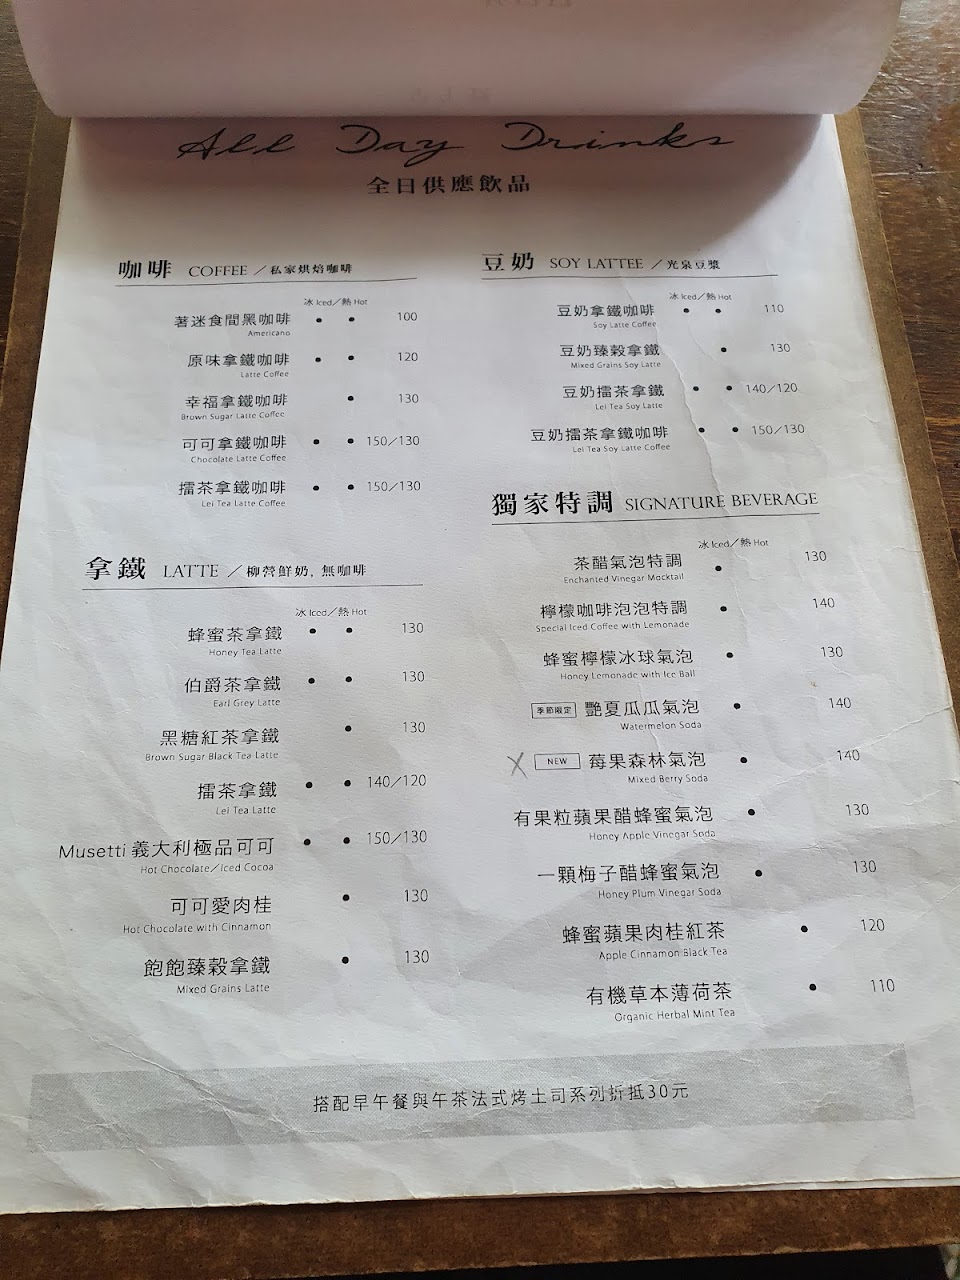 All Day Drinks
全日供應飲品
咖啡 COFFEE ／私家烘焙咖啡
冰 Iced／熱 Hot
著迷食間黑咖啡 • • 100
Americano
原味拿鐵咖啡 • • 120
Latte Coffee
幸福拿鐵咖啡 • 130
Brown Sugar Latte Coffee
可可拿鐵咖啡 • • 150/130
Chocolate Latte Coffee
擂茶拿鐵咖啡 • • 150/130
Lei Tea Latte Coffee
拿鐵 LATTE ／柳營鮮奶, 無咖啡
冰 Iced／熱 Hot
蜂蜜茶拿鐵 • • 130
Honey Tea Latte
伯爵茶拿鐵 • • 130
Earl Grey Latte
黑糖紅茶拿鐵 • 130
Brown Sugar Black Tea Latte
擂茶拿鐵 • • 140/120
Lei Tea Latte
Musetti 義大利極品可可 • • 150/130
Hot Chocolate／Iced Cocoa
可可愛肉桂 • 130
Hot Chocolate with Cinnamon
飽飽臻穀拿鐵 • 130
Mixed Grains Latte
豆奶 SOY LATTEE ／光泉豆漿
冰 Iced／熱 Hot
豆奶拿鐵咖啡 • • 110
Soy Latte Coffee
豆奶臻穀拿鐵 • 130
Mixed Grains Soy Latte
豆奶擂茶拿鐵 • • 140/120
Lei Tea Soy Latte
豆奶擂茶拿鐵咖啡 • • 150/130
Lei Tea Soy Latte Coffee
獨家特調 SIGNATURE BEVERAGE
冰 Iced／熱 Hot
茶醋氣泡特調 • 130
Enchanted Vinegar Mocktail
檸檬咖啡泡泡特調 • 140
Special Iced Coffee with Lemonade
蜂蜜檸檬冰球氣泡 • 130
Honey Lemonade with Ice Ball
季節限定 艷夏瓜瓜氣泡 • 140
Watermelon Soda
NEW 莓果森林氣泡 • 140
Mixed Berry Soda
有果粒蘋果醋蜂蜜氣泡 • 130
Honey Apple Vinegar Soda
一顆梅子醋蜂蜜氣泡 • 130
Honey Plum Vinegar Soda
蜂蜜蘋果肉桂紅茶 • 120
Apple Cinnamon Black Tea
有機草本薄荷茶 • 110
Organic Herbal Mint Tea
搭配早午餐與午茶法式烤土司系列折抵30元